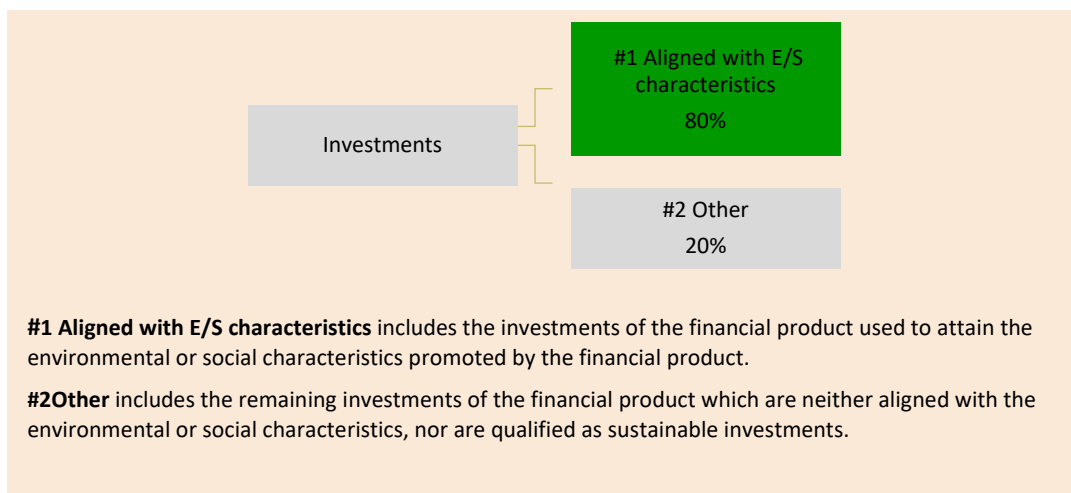 #1 Aligned with E/S
characteristics
80%
Investments
#2 Other
20%
#1 Aligned with E/S characteristics includes the investments of the financial product used to attain the
environmental or social characteristics promoted by the financial product.
#2Other includes the remaining investments of the financial product which are neither aligned with the
environmental or social characteristics, nor are qualified as sustainable investments.